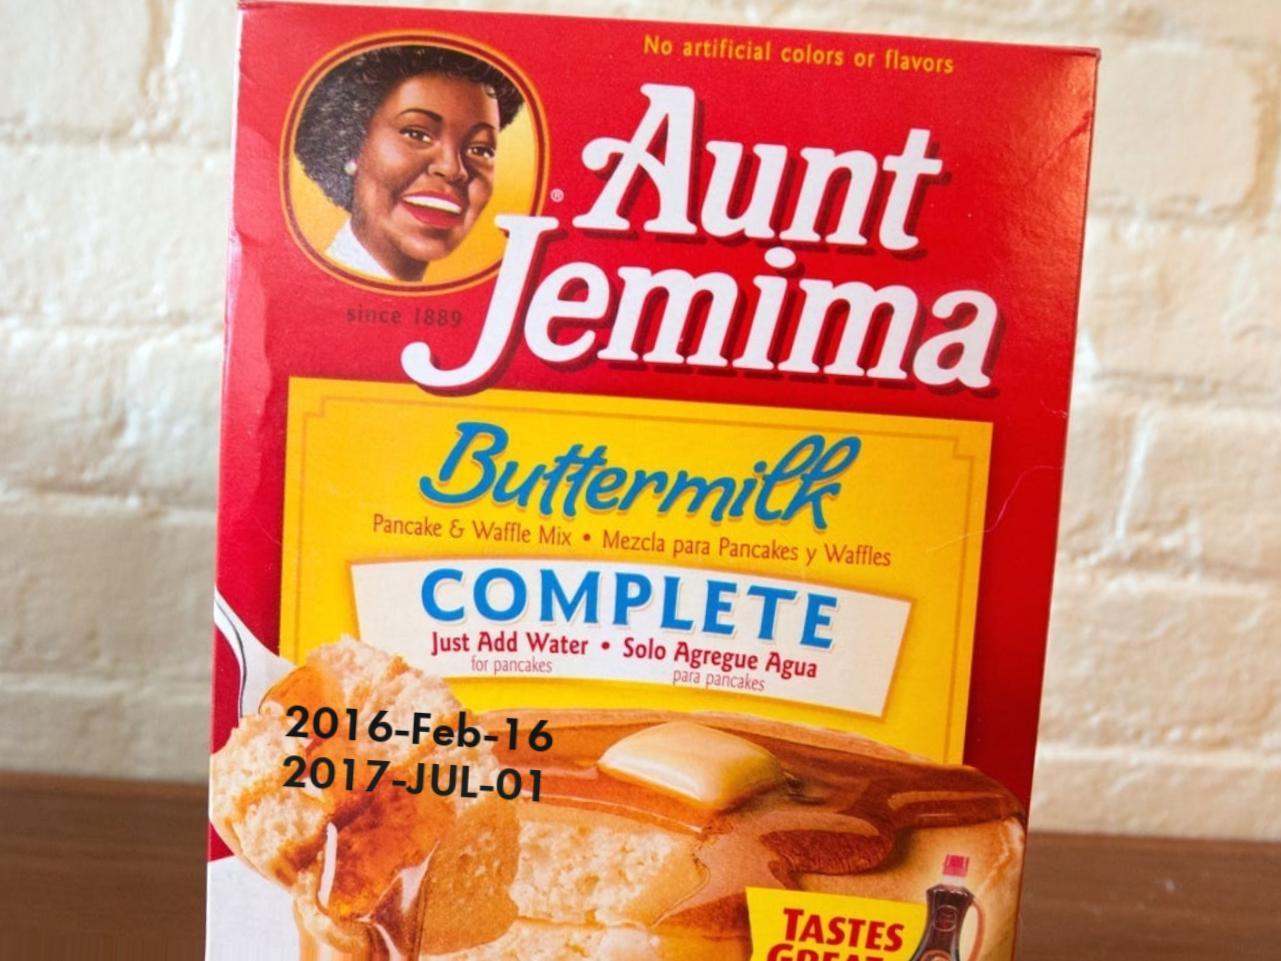 No artificial colors or flavors
Aunt
Jemima
®
since 1889
Buttermilk
Pancake & Waffle Mix • Mezcla para Pancakes y Waffles
COMPLETE
Just Add Water • Solo Agregue Agua
for pancakes para pancakes
2016-Feb-16
2017-JUL-01
TASTES
GREAT